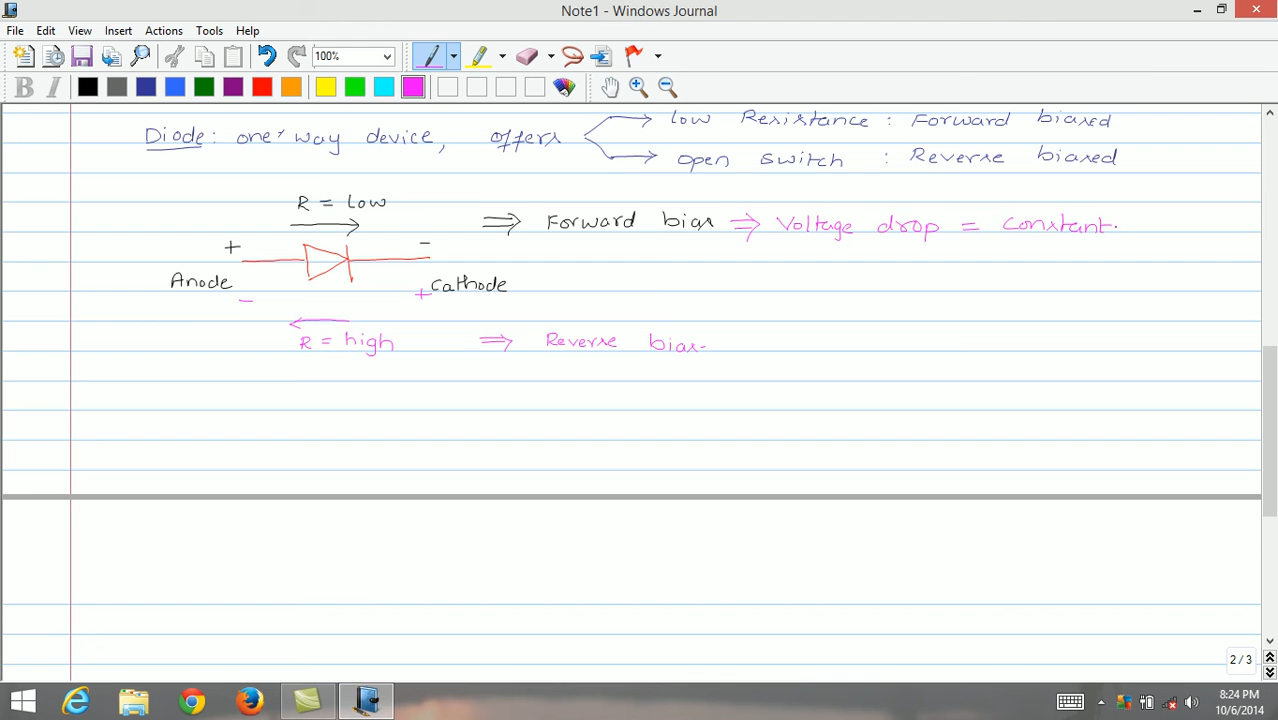 Note1 - Windows Journal
File Edit View Insert Actions Tools Help
100%
B I
Diode: one-way device, offers
low Resistance : Forward biased
open switch : Reverse biased
R = low
⇒ Forward bias ⇒ Voltage drop = Constant.
+ -
Anode Cathode
- +
R = high ⇒ Reverse bias
2 / 3
8:24 PM
10/6/2014